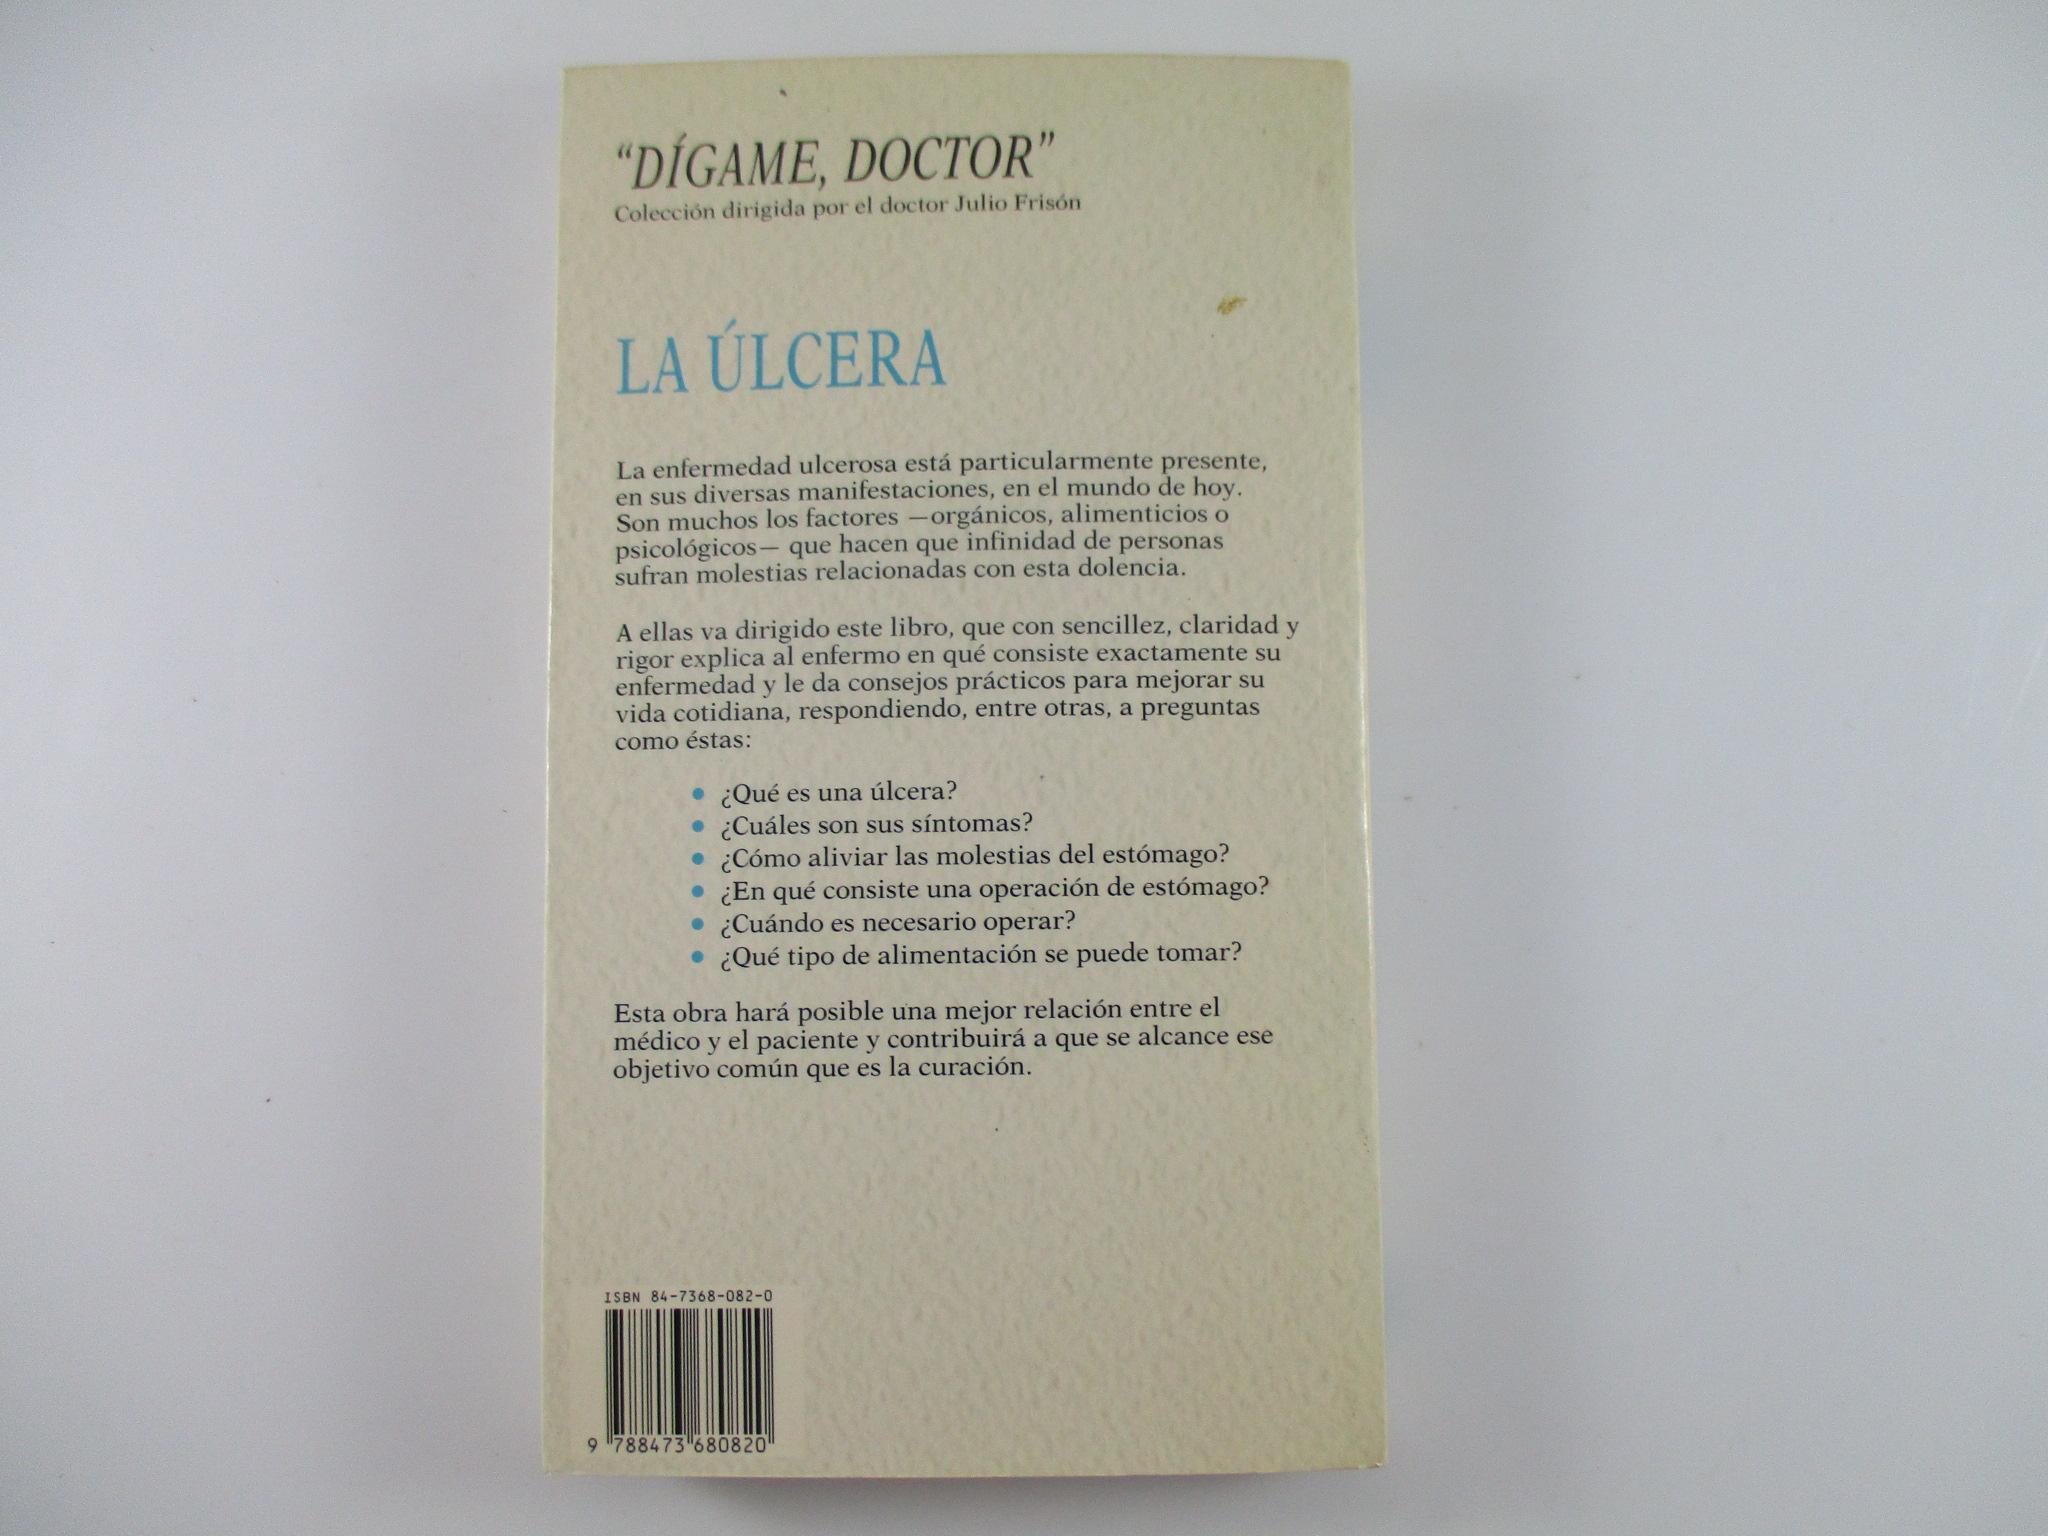 “DÍGAME, DOCTOR”
Colección dirigida por el doctor Julio Frisón
LA ÚLCERA
La enfermedad ulcerosa está particularmente presente,
en sus diversas manifestaciones, en el mundo de hoy.
Son muchos los factores —orgánicos, alimenticios o
psicológicos— que hacen que infinidad de personas
sufran molestias relacionadas con esta dolencia.
A ellas va dirigido este libro, que con sencillez, claridad y
rigor explica al enfermo en qué consiste exactamente su
enfermedad y le da consejos prácticos para mejorar su
vida cotidiana, respondiendo, entre otras, a preguntas
como éstas:
● ¿Qué es una úlcera?
● ¿Cuáles son sus síntomas?
● ¿Cómo aliviar las molestias del estómago?
● ¿En qué consiste una operación de estómago?
● ¿Cuándo es necesario operar?
● ¿Qué tipo de alimentación se puede tomar?
Esta obra hará posible una mejor relación entre el
médico y el paciente y contribuirá a que se alcance ese
objetivo común que es la curación.
ISBN 84-7368-082-0
9 788473 680820